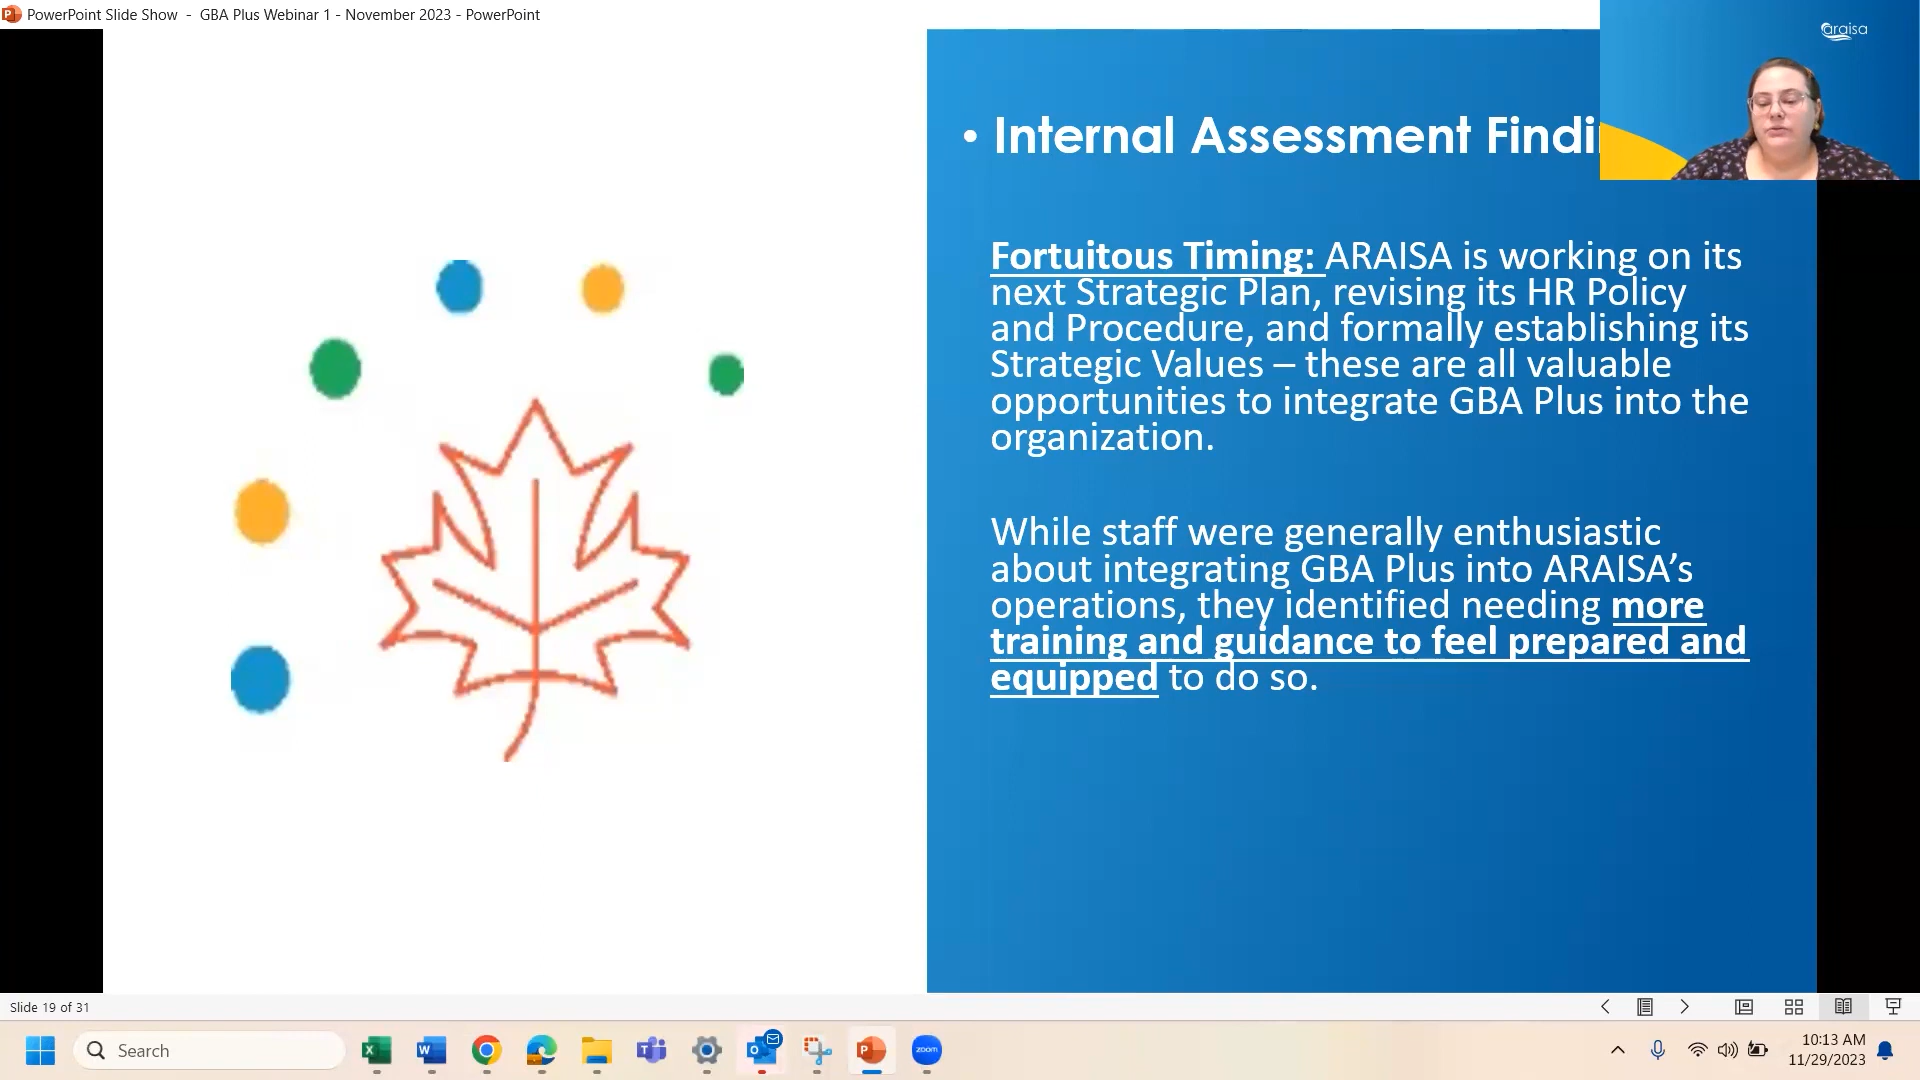 PowerPoint Slide Show - GBA Plus Webinar 1 - November 2023 - PowerPoint
araisa
• Internal Assessment Findi
Fortuitous Timing: ARAISA is working on its
next Strategic Plan, revising its HR Policy
and Procedure, and formally establishing its
Strategic Values – these are all valuable
opportunities to integrate GBA Plus into the
organization.
While staff were generally enthusiastic
about integrating GBA Plus into ARAISA’s
operations, they identified needing more
training and guidance to feel prepared and
equipped to do so.
Slide 19 of 31
Search
zoom
10:13 AM
11/29/2023